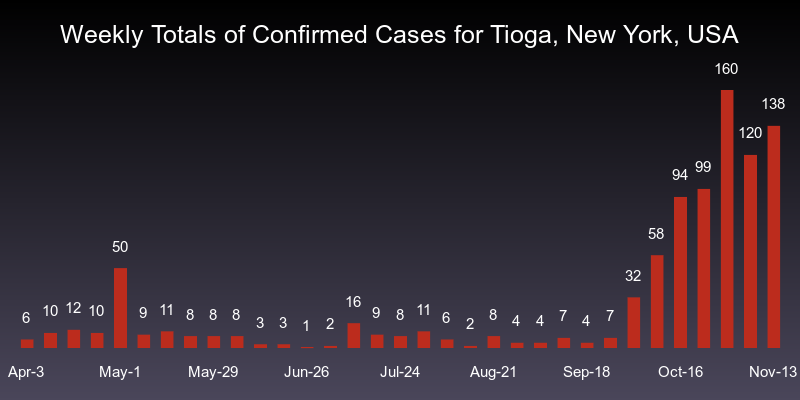 Weekly Totals of Confirmed Cases for Tioga, New York, USA
160
138
120
99
94
58
50
32
6 10 12 10 9 11 8 8 8 3 3 1 2 16 9 8 11 6 2 8 4 4 7 4 7
Apr-3 May-1 May-29 Jun-26 Jul-24 Aug-21 Sep-18 Oct-16 Nov-13